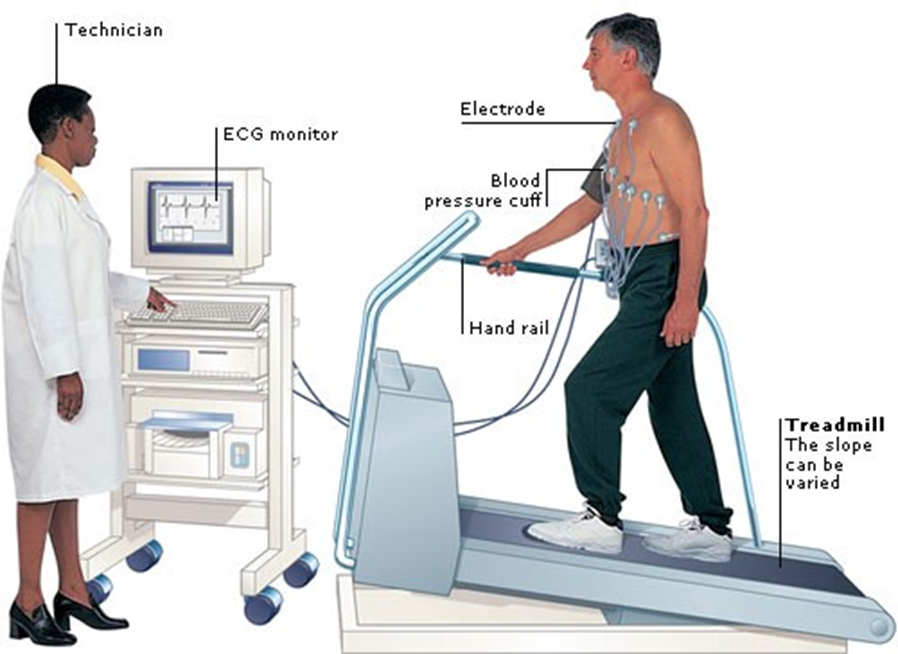 Technician
ECG monitor
Electrode
Blood
pressure cuff
Hand rail
Treadmill
The slope
can be
varied